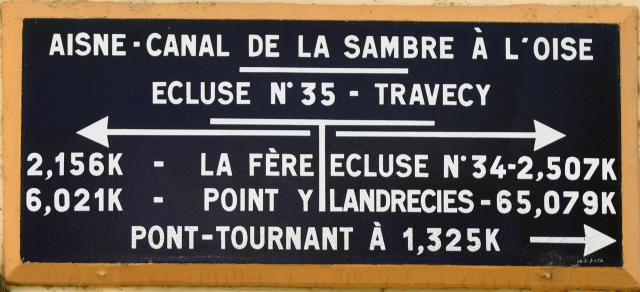 AISNE-CANAL DE LA SAMBRE À L'OISE
ECLUSE N°35 - TRAVECY
2,156K - LA FÈRE ECLUSE N°34-2,507K
6,021K - POINT Y LANDRECIES-65,079K
PONT-TOURNANT À 1,325K